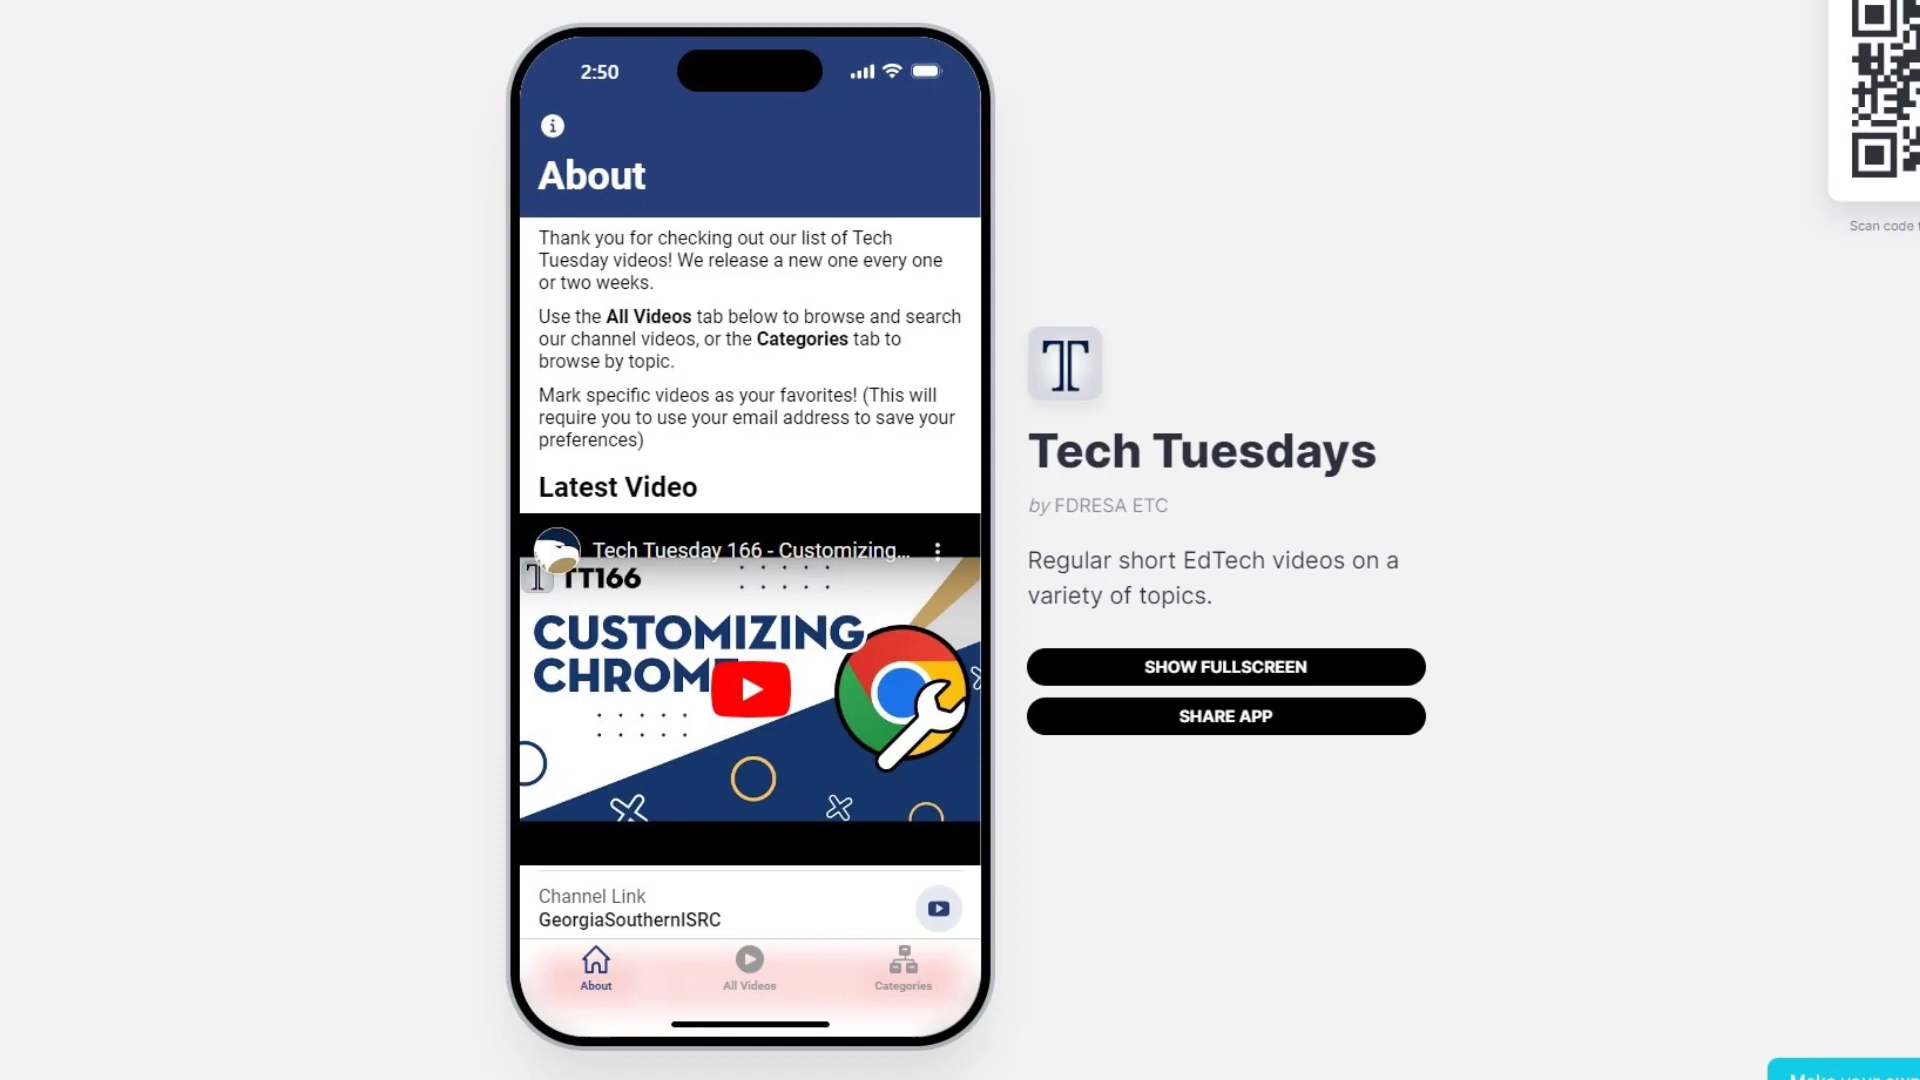 2:50
About
Thank you for checking out our list of Tech
Tuesday videos! We release a new one every one
or two weeks.
Use the All Videos tab below to browse and search
our channel videos, or the Categories tab to
browse by topic.
Mark specific videos as your favorites! (This will
require you to use your email address to save your
preferences)
Latest Video
Tech Tuesday 166 - Customizing...
T TT166
CUSTOMIZING
CHROME
Channel Link
GeorgiaSouthernISRC
About
All Videos
Categories
T
Tech Tuesdays
by FDRESA ETC
Regular short EdTech videos on a
variety of topics.
SHOW FULLSCREEN
SHARE APP
Scan code
Make your own